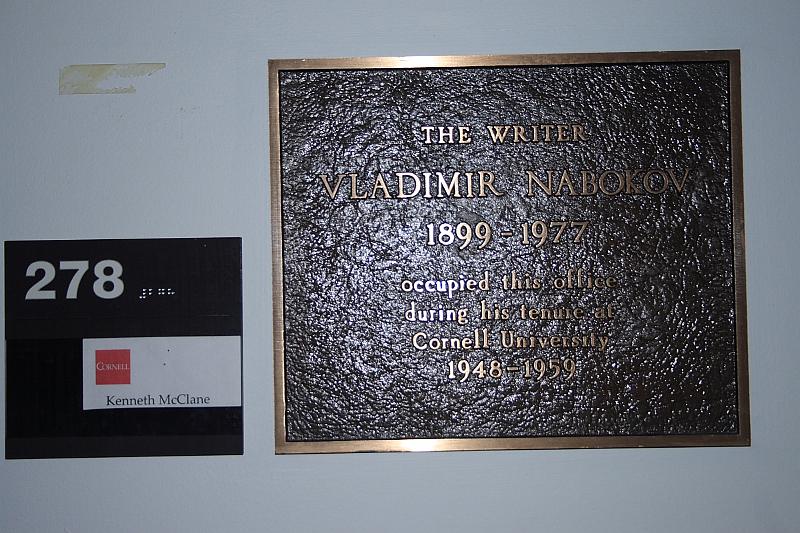 THE WRITER
VLADIMIR NABOKOV
1899-1977
occupied this office
during his tenure at
Cornell University
1948-1959
278
CORNELL
Kenneth McClane